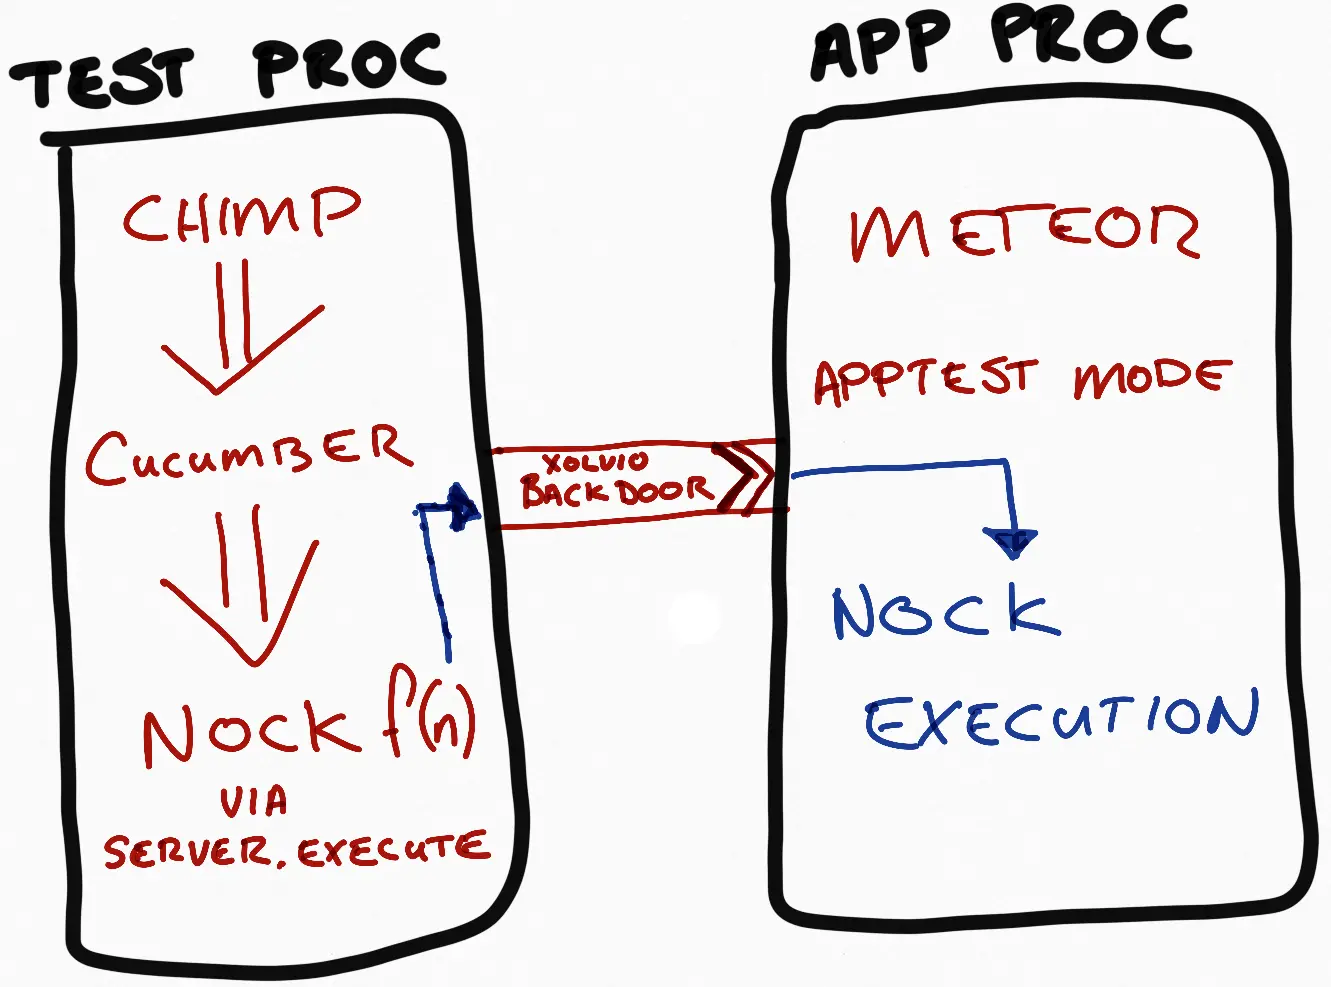 TEST PROC
CHIMP
CUCUMBER
NOCK f(n)
VIA
SERVER.EXECUTE
XOLVIO
BACKDOOR
APP PROC
METEOR
APPTEST MODE
NOCK
EXECUTION